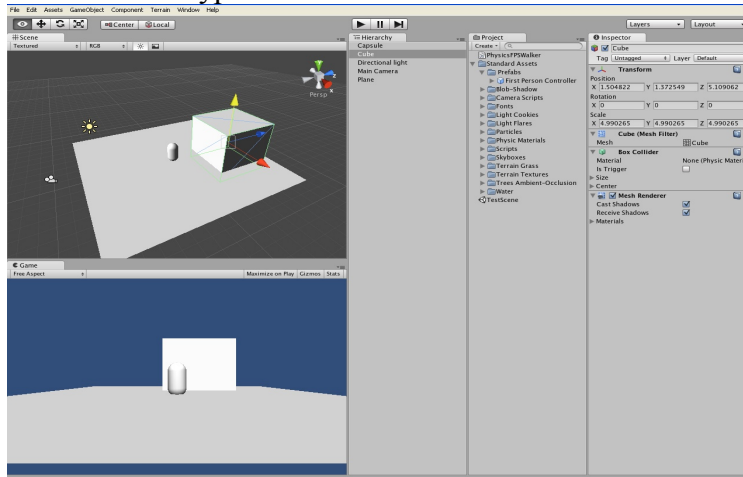 File Edit Assets GameObject Component Terrain Window Help
Center Local
Layers
Layout
Scene
Textured RGB
Persp
Game
Free Aspect Maximize on Play Gizmos Stats
Hierarchy
Capsule
Cube
Directional light
Main Camera
Plane
Project
Create
PhysicsFPSWalker
Standard Assets
Prefabs
First Person Controller
Blob-Shadow
Camera Scripts
Fonts
Light Cookies
Light Flares
Particles
Physic Materials
Scripts
Skyboxes
Terrain Grass
Terrain Textures
Trees Ambient-Occlusion
Water
TestScene
Inspector
Cube
Tag Untagged Layer Default
Transform
Position
X 1.504822 Y 1.372549 Z 5.109062
Rotation
X 0 Y 0 Z 0
Scale
X 4.990265 Y 4.990265 Z 4.990265
Cube (Mesh Filter)
Mesh Cube
Box Collider
Material None (Physic Materi
Is Trigger
Size
Center
Mesh Renderer
Cast Shadows
Receive Shadows
Materials